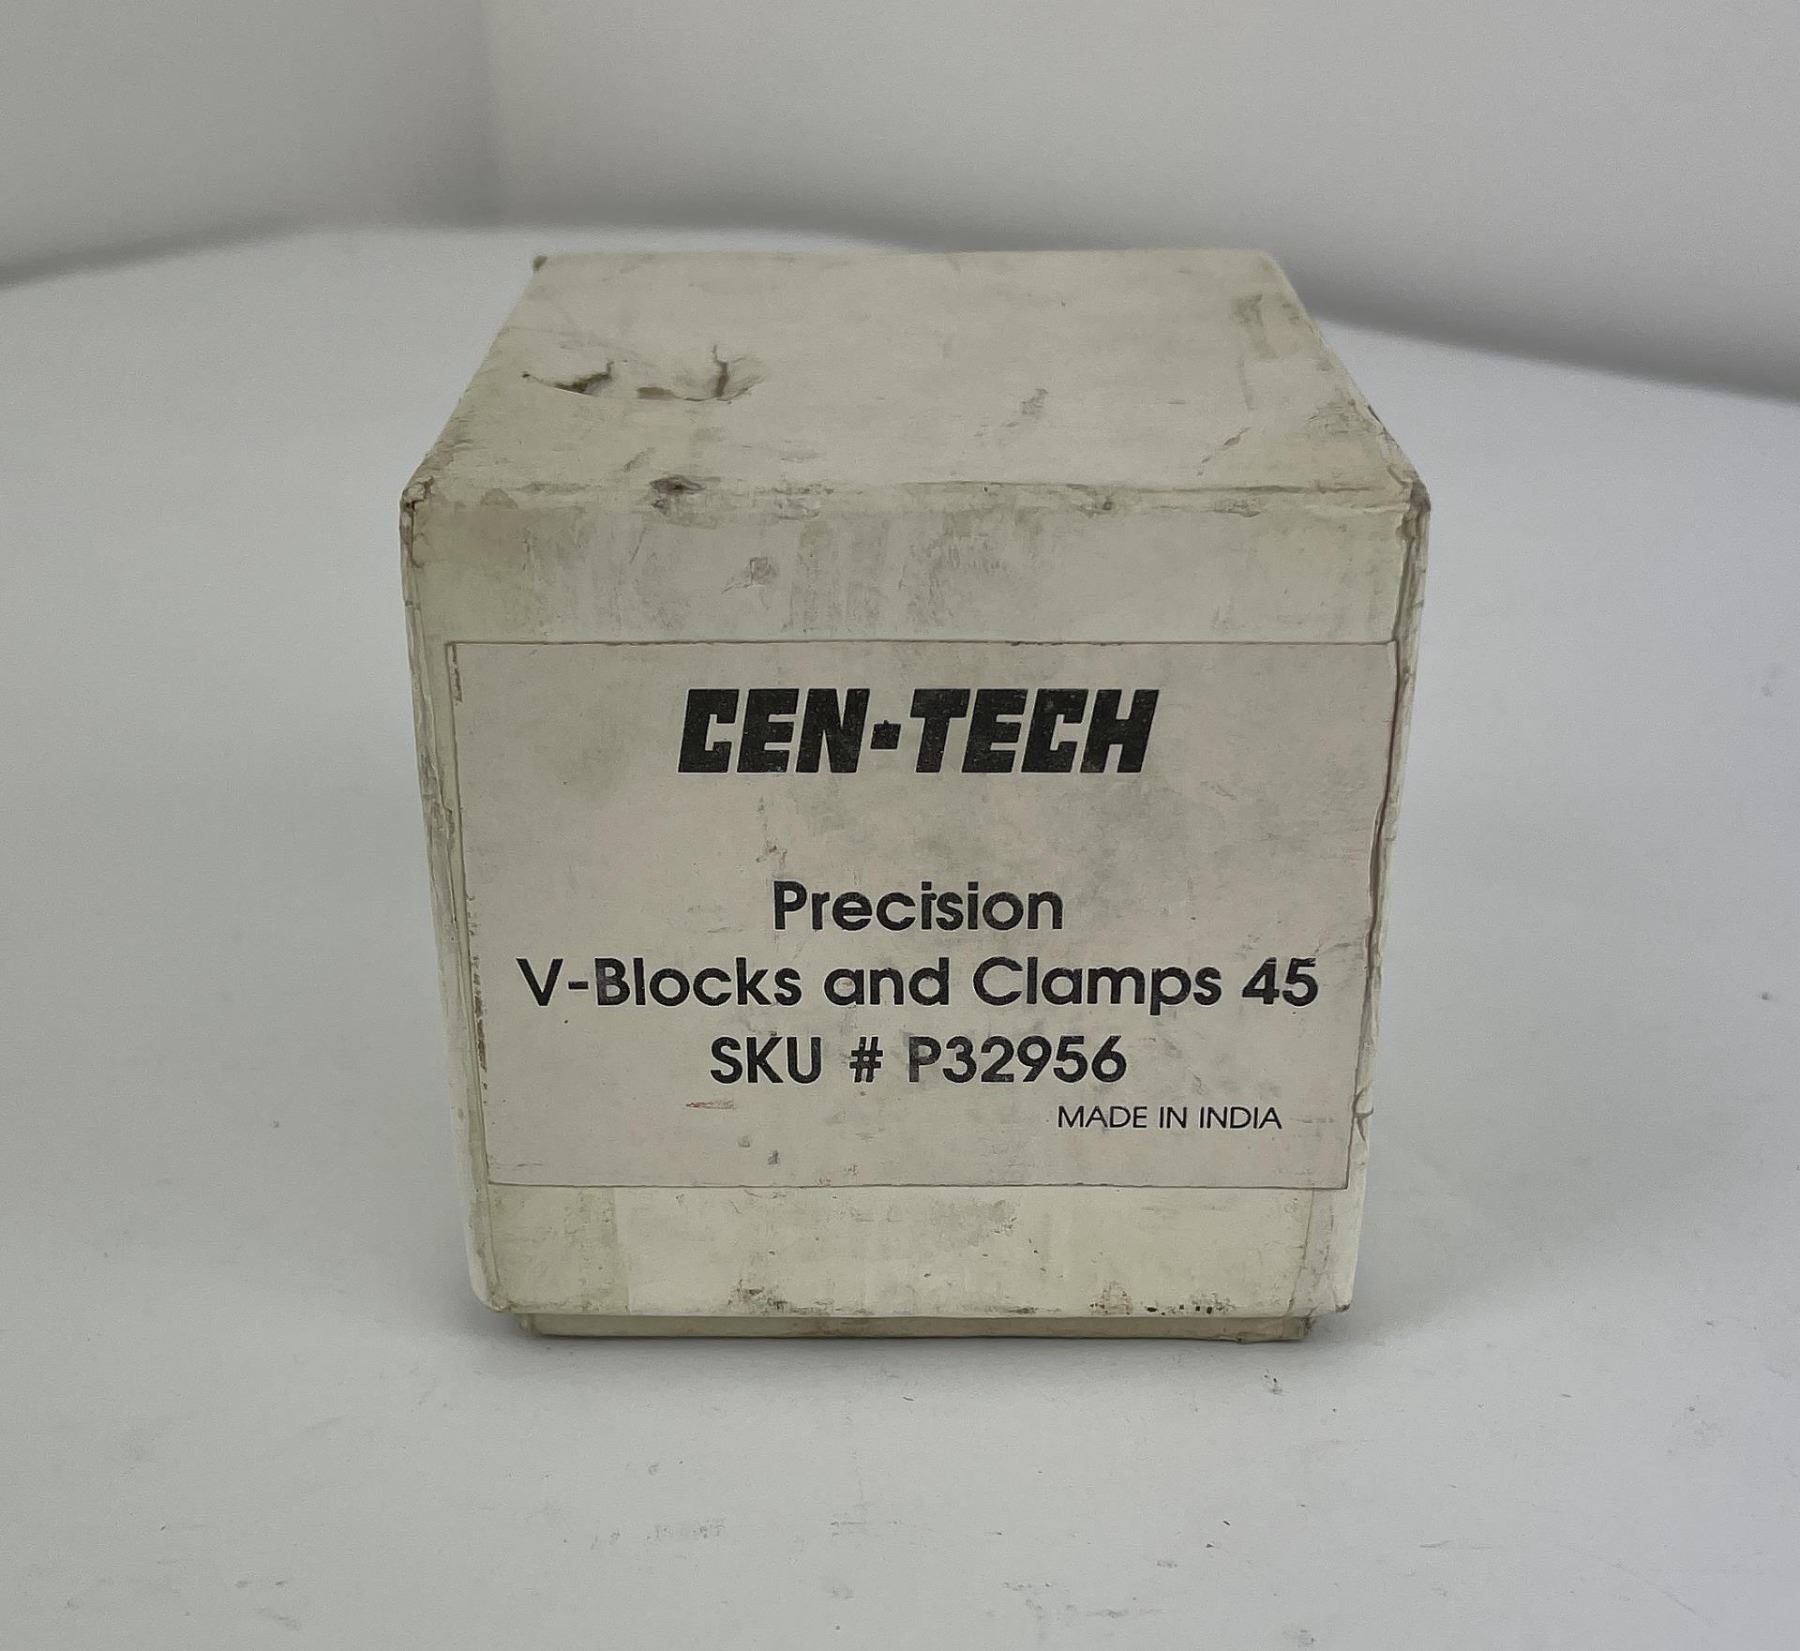 CEN-TECH
Precision
V-Blocks and Clamps 45
SKU # P32956
MADE IN INDIA